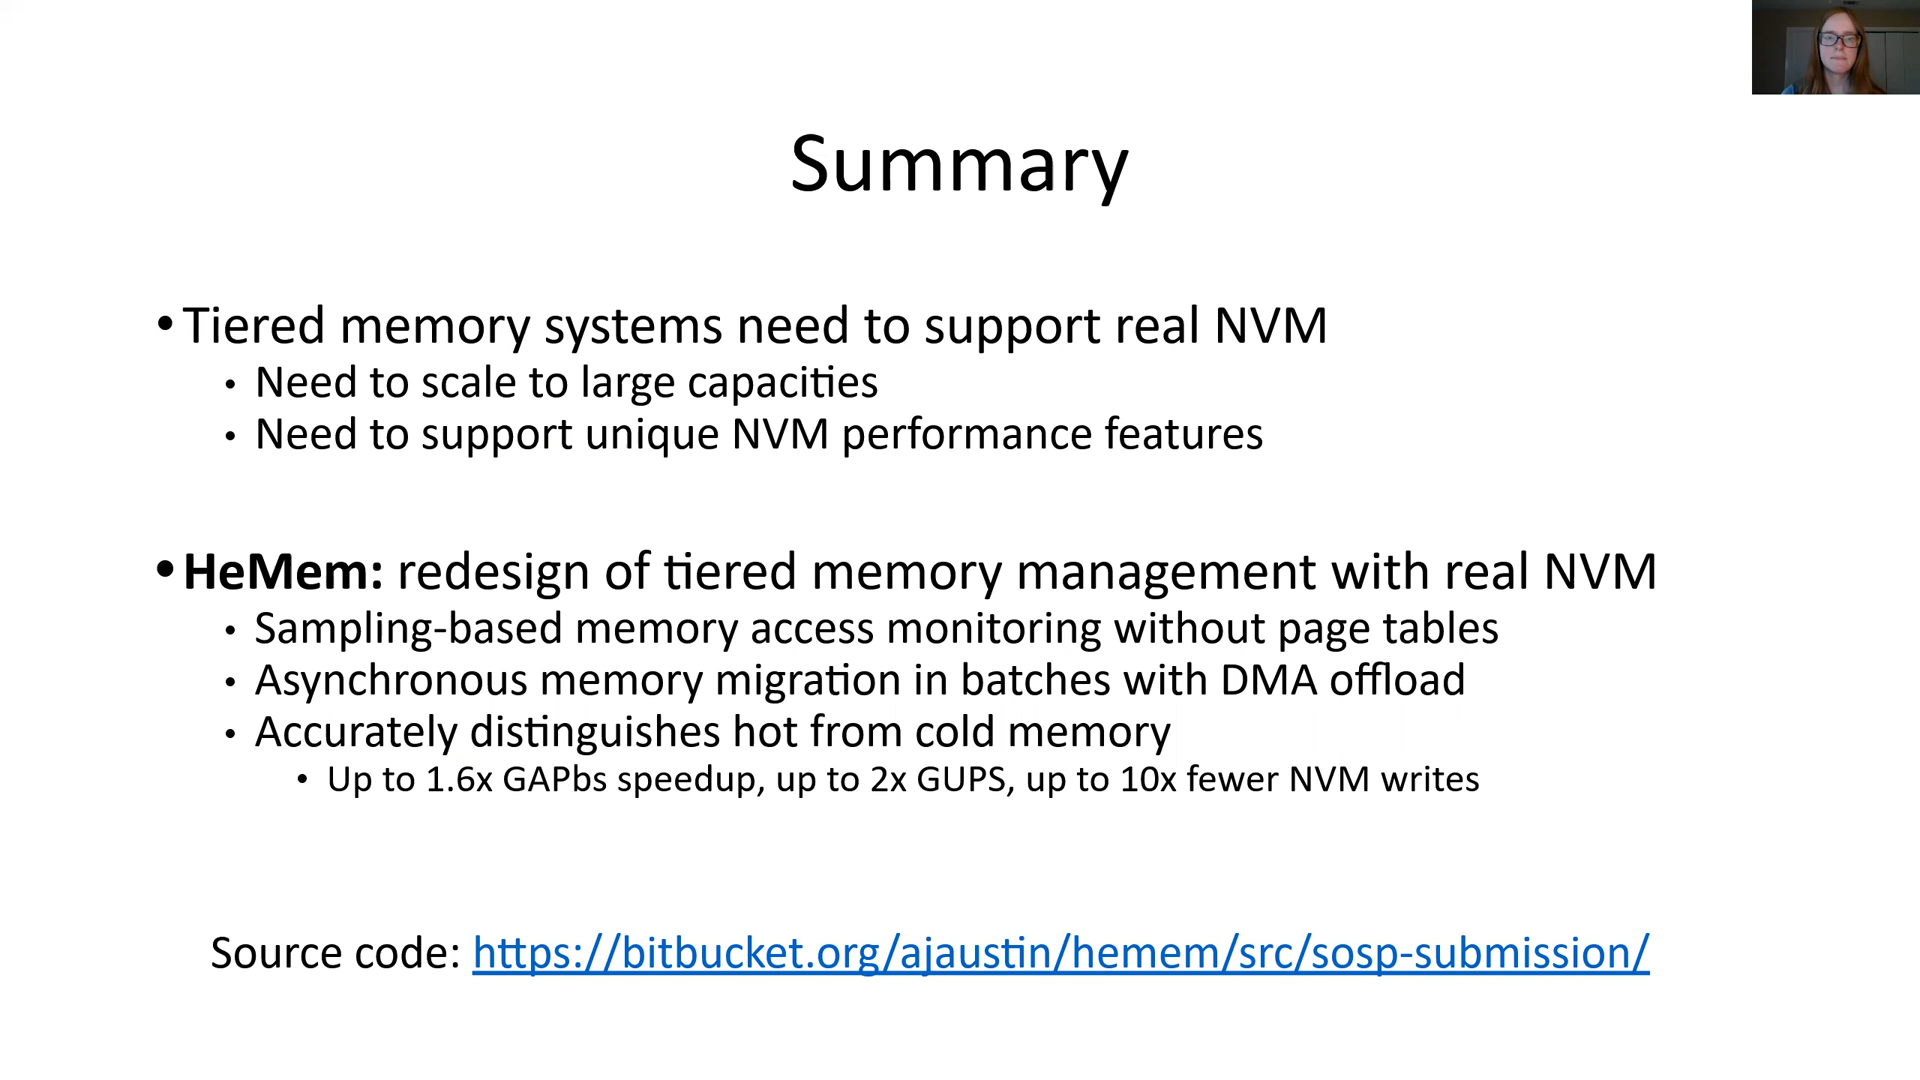 Summary
• Tiered memory systems need to support real NVM
• Need to scale to large capacities
• Need to support unique NVM performance features
• HeMem: redesign of tiered memory management with real NVM
• Sampling-based memory access monitoring without page tables
• Asynchronous memory migration in batches with DMA offload
• Accurately distinguishes hot from cold memory
• Up to 1.6x GAPbs speedup, up to 2x GUPS, up to 10x fewer NVM writes
Source code: https://bitbucket.org/ajaustin/hemem/src/sosp-submission/